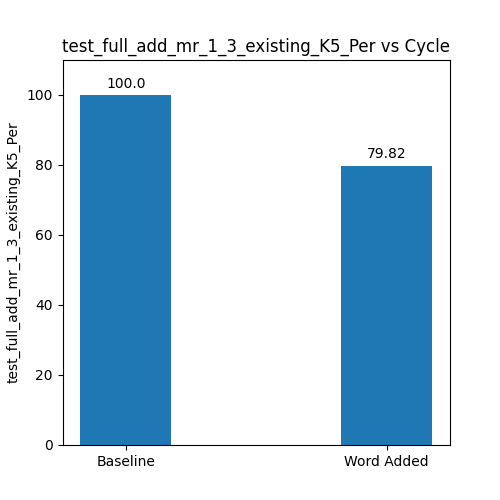 test_full_add_mr_1_3_existing_K5_Per vs Cycle
test_full_add_mr_1_3_existing_K5_Per
100
80
60
40
20
0
100.0
79.82
Baseline
Word Added